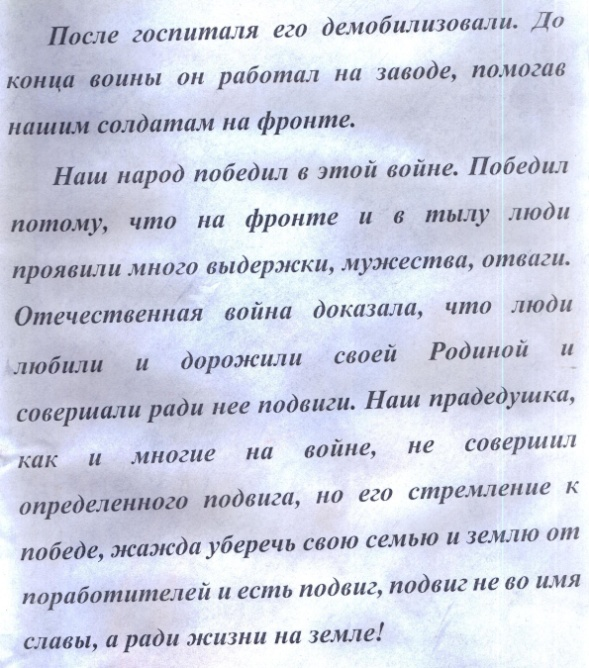 После госпиталя его демобилизовали. До
конца воины он работал на заводе, помогав
нашим солдатам на фронте.
Наш народ победил в этой войне. Победил
потому, что на фронте и в тылу люди
проявили много выдержки, мужества, отваги.
Отечественная война доказала, что люди
любили и дорожили своей Родиной и
совершали ради нее подвиги. Наш прадедушка,
как и многие на войне, не совершил
определенного подвига, но его стремление к
победе, жажда уберечь свою семью и землю от
поработителей и есть подвиг, подвиг не во имя
славы, а ради жизни на земле!